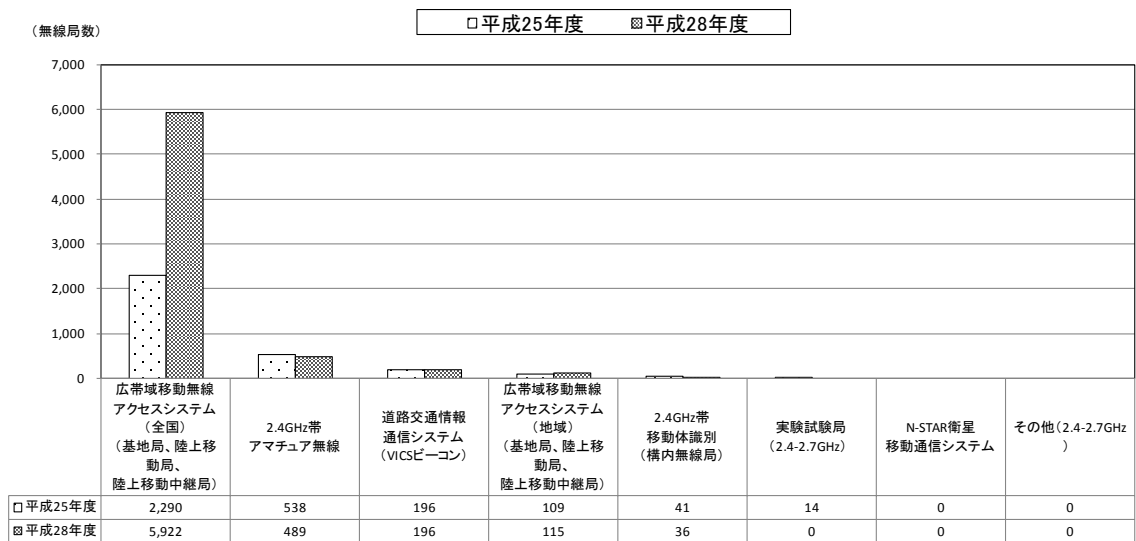 □平成25年度 ▩平成28年度
（無線局数）
7,000
6,000
5,000
4,000
3,000
2,000
1,000
0
広帯域移動無線
アクセスシステム
（全国）
（基地局、陸上移
動局、
陸上移動中継局）
2.4GHz帯
アマチュア無線
道路交通情報
通信システム
（VICSビーコン）
広帯域移動無線
アクセスシステム
（地域）
（基地局、陸上移
動局、
陸上移動中継局）
2.4GHz帯
移動体識別
（構内無線局）
実験試験局
（2.4-2.7GHz）
N-STAR衛星
移動通信システム
その他（2.4-2.7GHz
）
□平成25年度 2,290 538 196 109 41 14 0 0
▩平成28年度 5,922 489 196 115 36 0 0 0